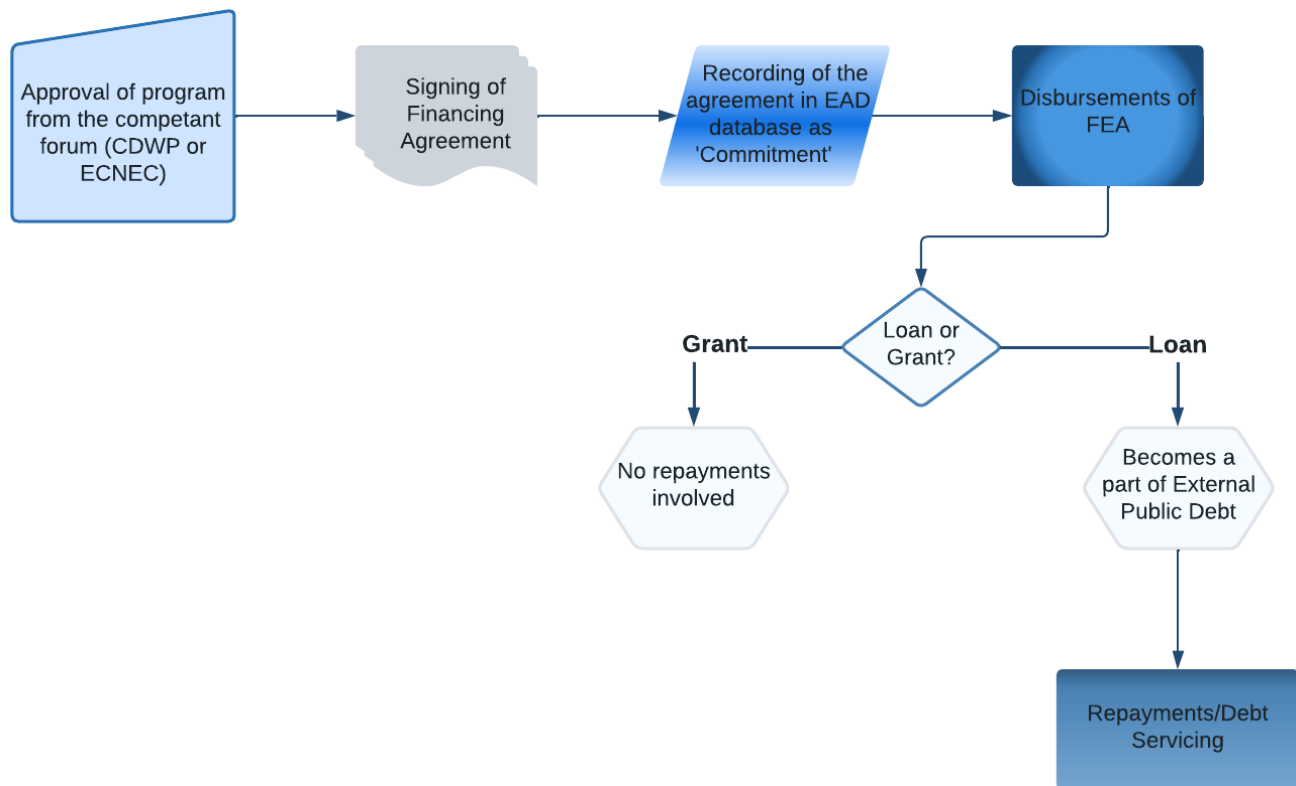 Approval of program
from the competant
forum (CDWP or
ECNEC)
Signing of
Financing
Agreement
Recording of the
agreement in EAD
database as
'Commitment'
Disbursements of
FEA
Loan or
Grant?
Grant
Loan
No repayments
involved
Becomes a
part of External
Public Debt
Repayments/Debt
Servicing